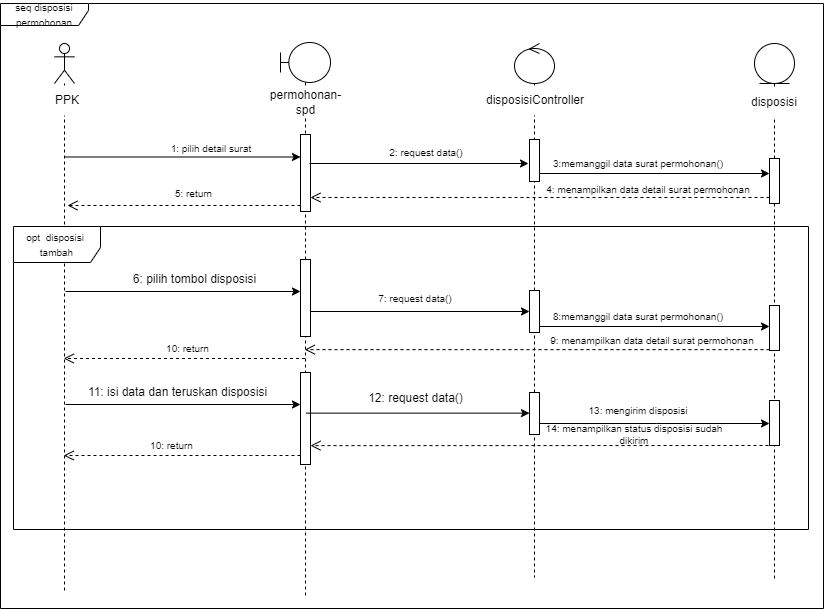 seq disposisi
permohonan
PPK
permohonan-
spd
disposisiController
disposisi
1: pilih detail surat
2: request data()
3:memanggil data surat permohonan()
4: menampilkan data detail surat permohonan
5: return
opt disposisi
tambah
6: pilih tombol disposisi
7: request data()
8:memanggil data surat permohonan()
9: menampilkan data detail surat permohonan
10: return
11: isi data dan teruskan disposisi
12: request data()
13: mengirim disposisi
14: menampilkan status disposisi sudah
dikirim
10: return